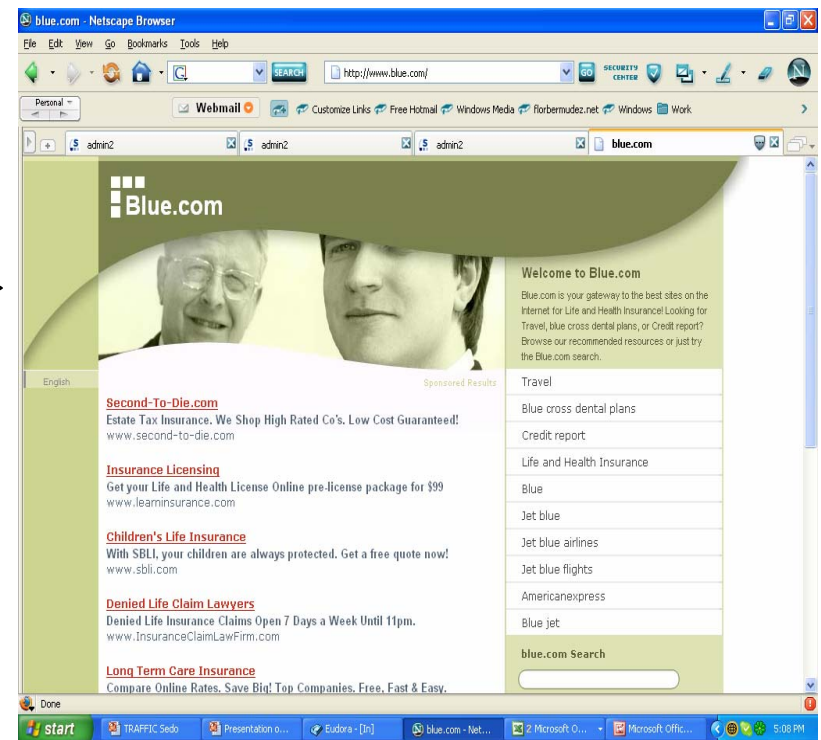 blue.com - Netscape Browser
File Edit View Go Bookmarks Tools Help
SEARCH http://www.blue.com/ GO SECURITY CENTER
Personal Webmail Customize Links Free Hotmail Windows Media florbermudez.net Windows Work
admin2 admin2 admin2 blue.com
Blue.com
Welcome to Blue.com
Blue.com is your gateway to the best sites on the
Internet for Life and Health Insurance! Looking for
Travel, blue cross dental plans, or Credit report?
Browse our recommended resources or just try
the Blue.com search.
English
Sponsored Results
Second-To-Die.com
Estate Tax Insurance. We Shop High Rated Co's. Low Cost Guaranteed!
www.second-to-die.com
Insurance Licensing
Get your Life and Health License Online pre-license package for $99
www.learninsurance.com
Children's Life Insurance
With SBLI, your children are always protected. Get a free quote now!
www.sbli.com
Denied Life Claim Lawyers
Denied Life Insurance Claims Open 7 Days a Week Until 11pm.
www.InsuranceClaimLawFirm.com
Long Term Care Insurance
Compare Online Rates. Save Big! Top Companies. Free, Fast & Easy.
Travel
Blue cross dental plans
Credit report
Life and Health Insurance
Blue
Jet blue
Jet blue airlines
Jet blue flights
Americanexpress
Blue jet
blue.com Search
Done
start TRAFFIC Sedo Presentation o... Eudora - [In] blue.com - Net... 2 Microsoft O... Microsoft Offic... 5:08 PM